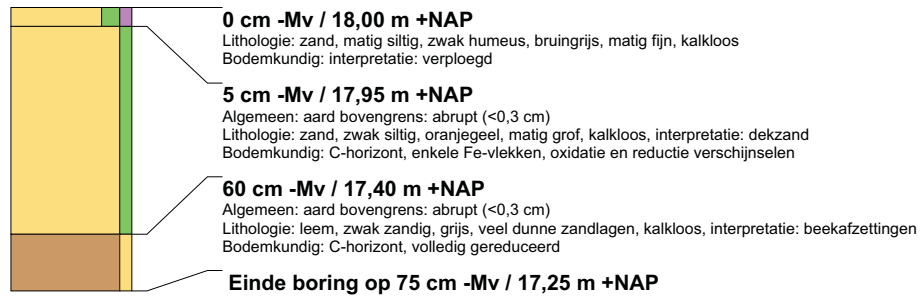 0 cm -Mv / 18,00 m +NAP
Lithologie: zand, matig siltig, zwak humeus, bruingrijs, matig fijn, kalkloos
Bodemkundig: interpretatie: verploegd
5 cm -Mv / 17,95 m +NAP
Algemeen: aard bovengrens: abrupt (<0,3 cm)
Lithologie: zand, zwak siltig, oranjegeel, matig grof, kalkloos, interpretatie: dekzand
Bodemkundig: C-horizont, enkele Fe-vlekken, oxidatie en reductie verschijnselen
60 cm -Mv / 17,40 m +NAP
Algemeen: aard bovengrens: abrupt (<0,3 cm)
Lithologie: leem, zwak zandig, grijs, veel dunne zandlagen, kalkloos, interpretatie: beekafzettingen
Bodemkundig: C-horizont, volledig gereduceerd
Einde boring op 75 cm -Mv / 17,25 m +NAP